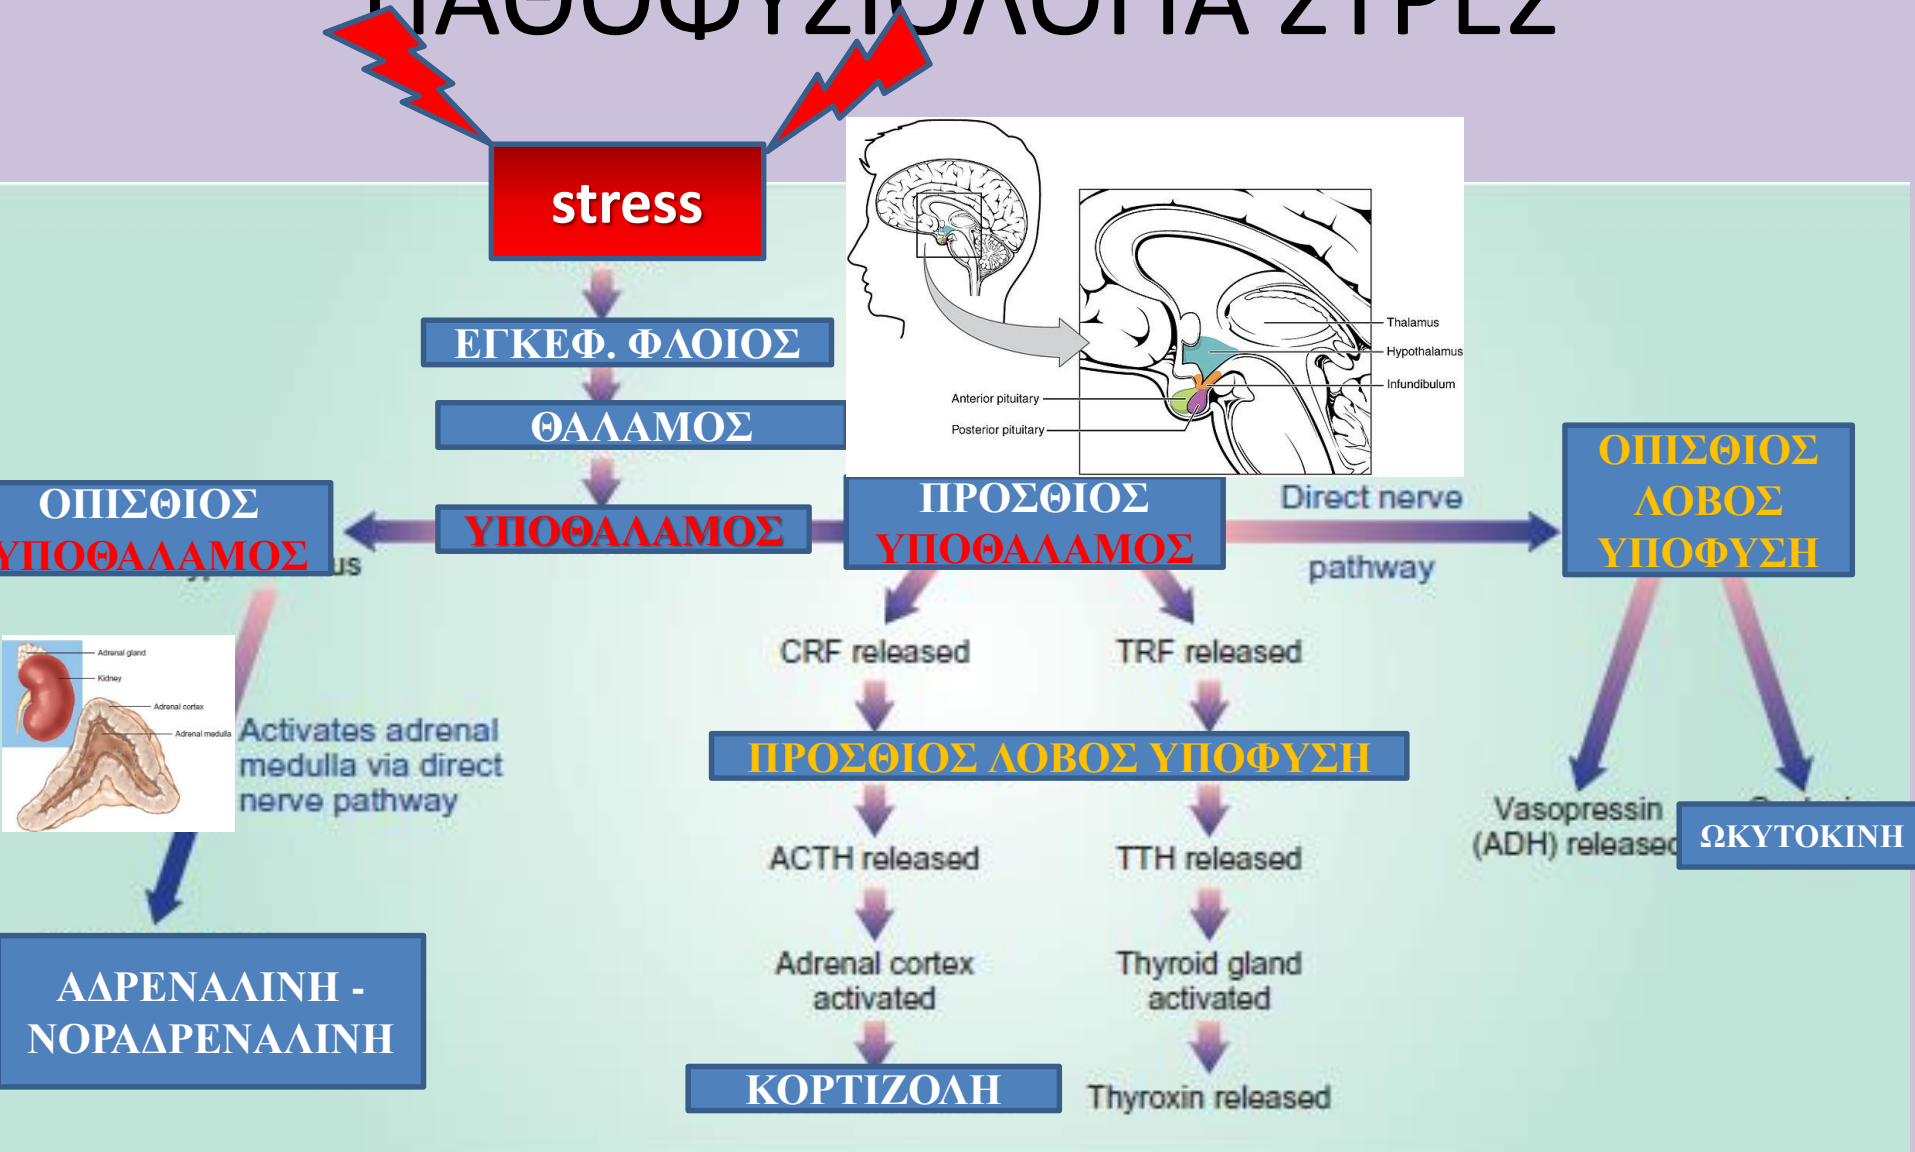 ΠΑΘΟΦΥΣΙΟΛΟΓΙΑ ΣΤΡΕΣ
stress
ΕΓΚΕΦ. ΦΛΟΙΟΣ
ΘΑΛΑΜΟΣ
Thalamus
Hypothalamus
Infundibulum
Anterior pituitary
Posterior pituitary
ΟΠΙΣΘΙΟΣ
ΥΠΟΘΑΛΑΜΟΣ
ΥΠΟΘΑΛΑΜΟΣ
ΠΡΟΣΘΙΟΣ
ΥΠΟΘΑΛΑΜΟΣ
Direct nerve
pathway
ΟΠΙΣΘΙΟΣ
ΛΟΒΟΣ
ΥΠΟΦΥΣΗ
Adrenal gland
Kidney
Adrenal cortex
Adrenal medulla
Activates adrenal
medulla via direct
nerve pathway
ΑΔΡΕΝΑΛΙΝΗ -
ΝΟΡΑΔΡΕΝΑΛΙΝΗ
CRF released
TRF released
ΠΡΟΣΘΙΟΣ ΛΟΒΟΣ ΥΠΟΦΥΣΗ
ACTH released
TTH released
Adrenal cortex
activated
Thyroid gland
activated
ΚΟΡΤΙΖΟΛΗ
Thyroxin released
Vasopressin
(ADH) released
ΩΚΥΤΟΚΙΝΗ